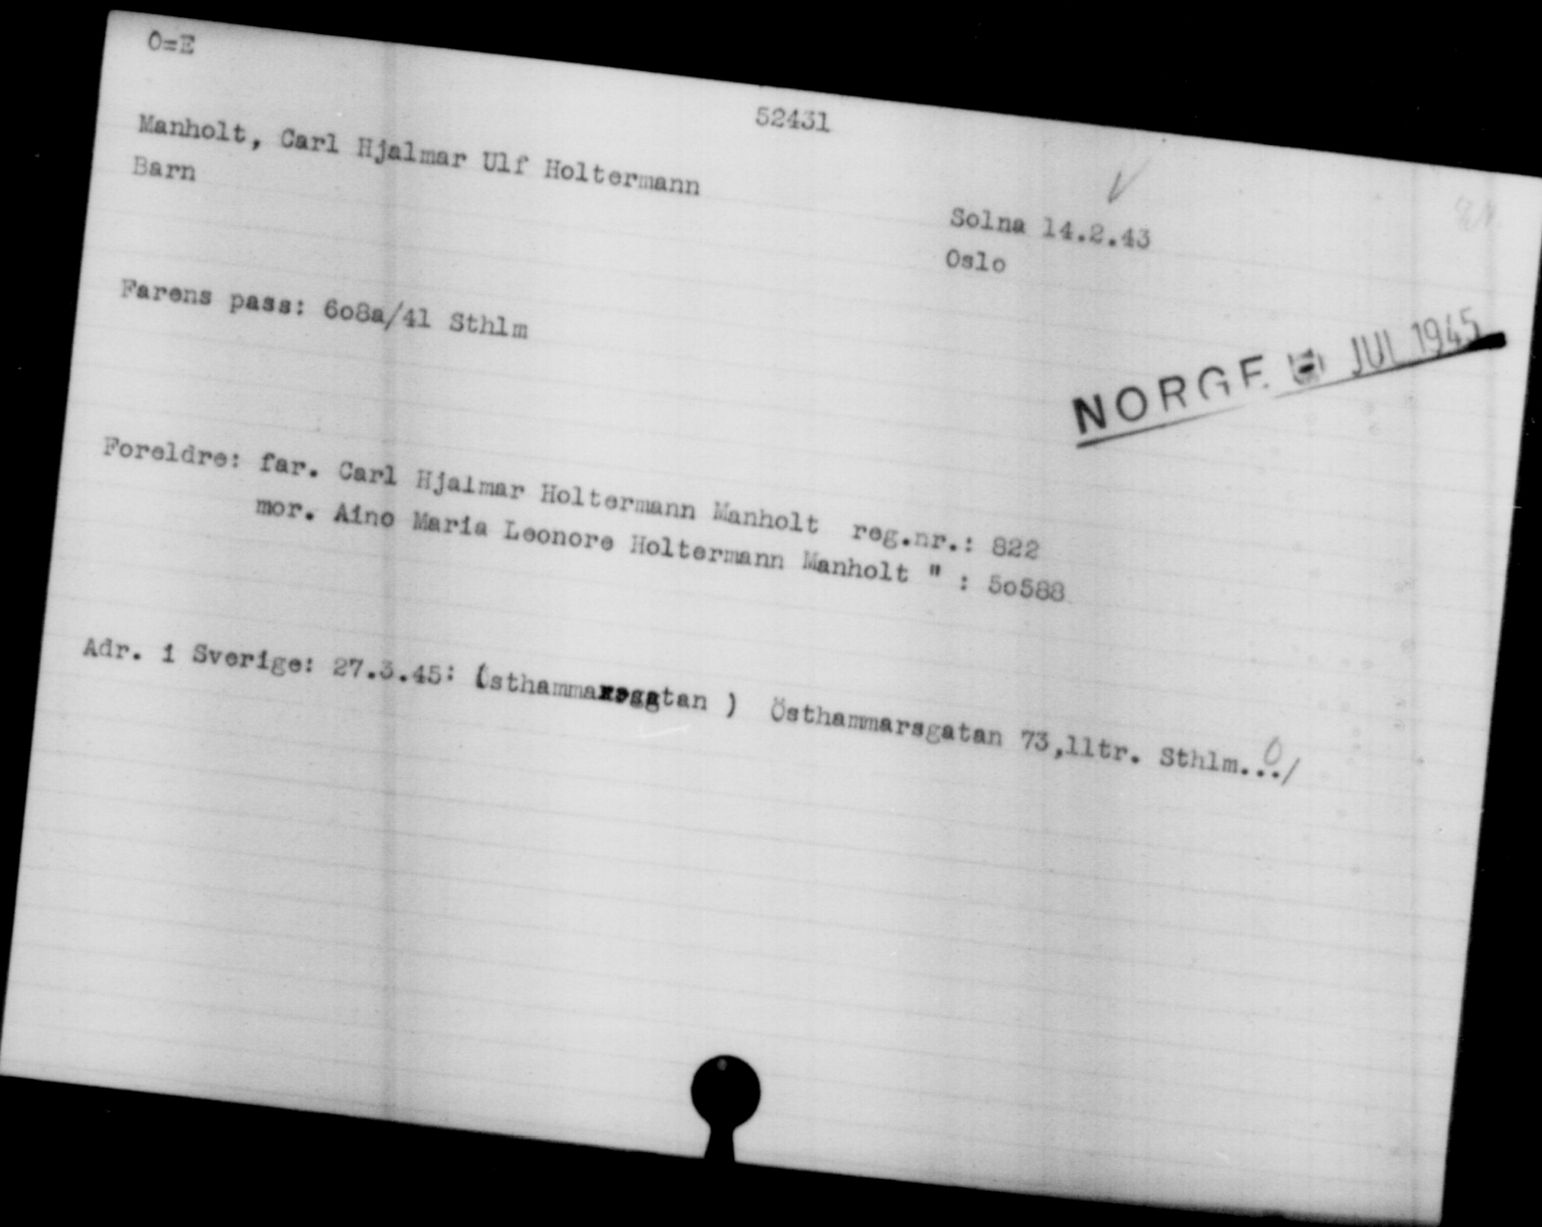 O=E
52431
Manholt, Carl Hjalmar Ulf Holtermann
Barn
Solna 14.2.43
Oslo
Farens pass: 6o8a/41 Sthlm
NORGE JUL 1945
Foreldre: far. Carl Hjalmar Holtermann Manholt reg.nr.: 822
mor. Aino Maria Leonore Holtermann Manholt " : 5o588
Adr. i Sverige: 27.3.45: (sthammarsgatan ) Östhammarsgatan 73,11tr. Sthlm.../